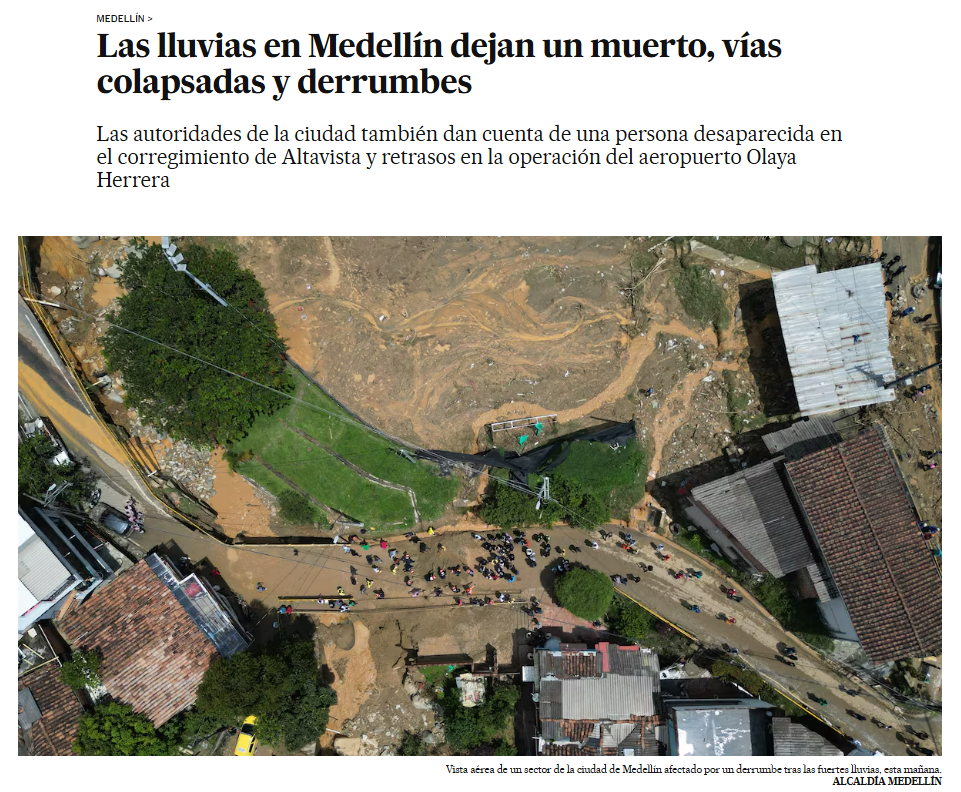 MEDELLÍN >
Las lluvias en Medellín dejan un muerto, vías
colapsadas y derrumbes
Las autoridades de la ciudad también dan cuenta de una persona desaparecida en
el corregimiento de Altavista y retrasos en la operación del aeropuerto Olaya
Herrera
Vista aérea de un sector de la ciudad de Medellín afectado por un derrumbe tras las fuertes lluvias, esta mañana.
ALCALDÍA MEDELLÍN